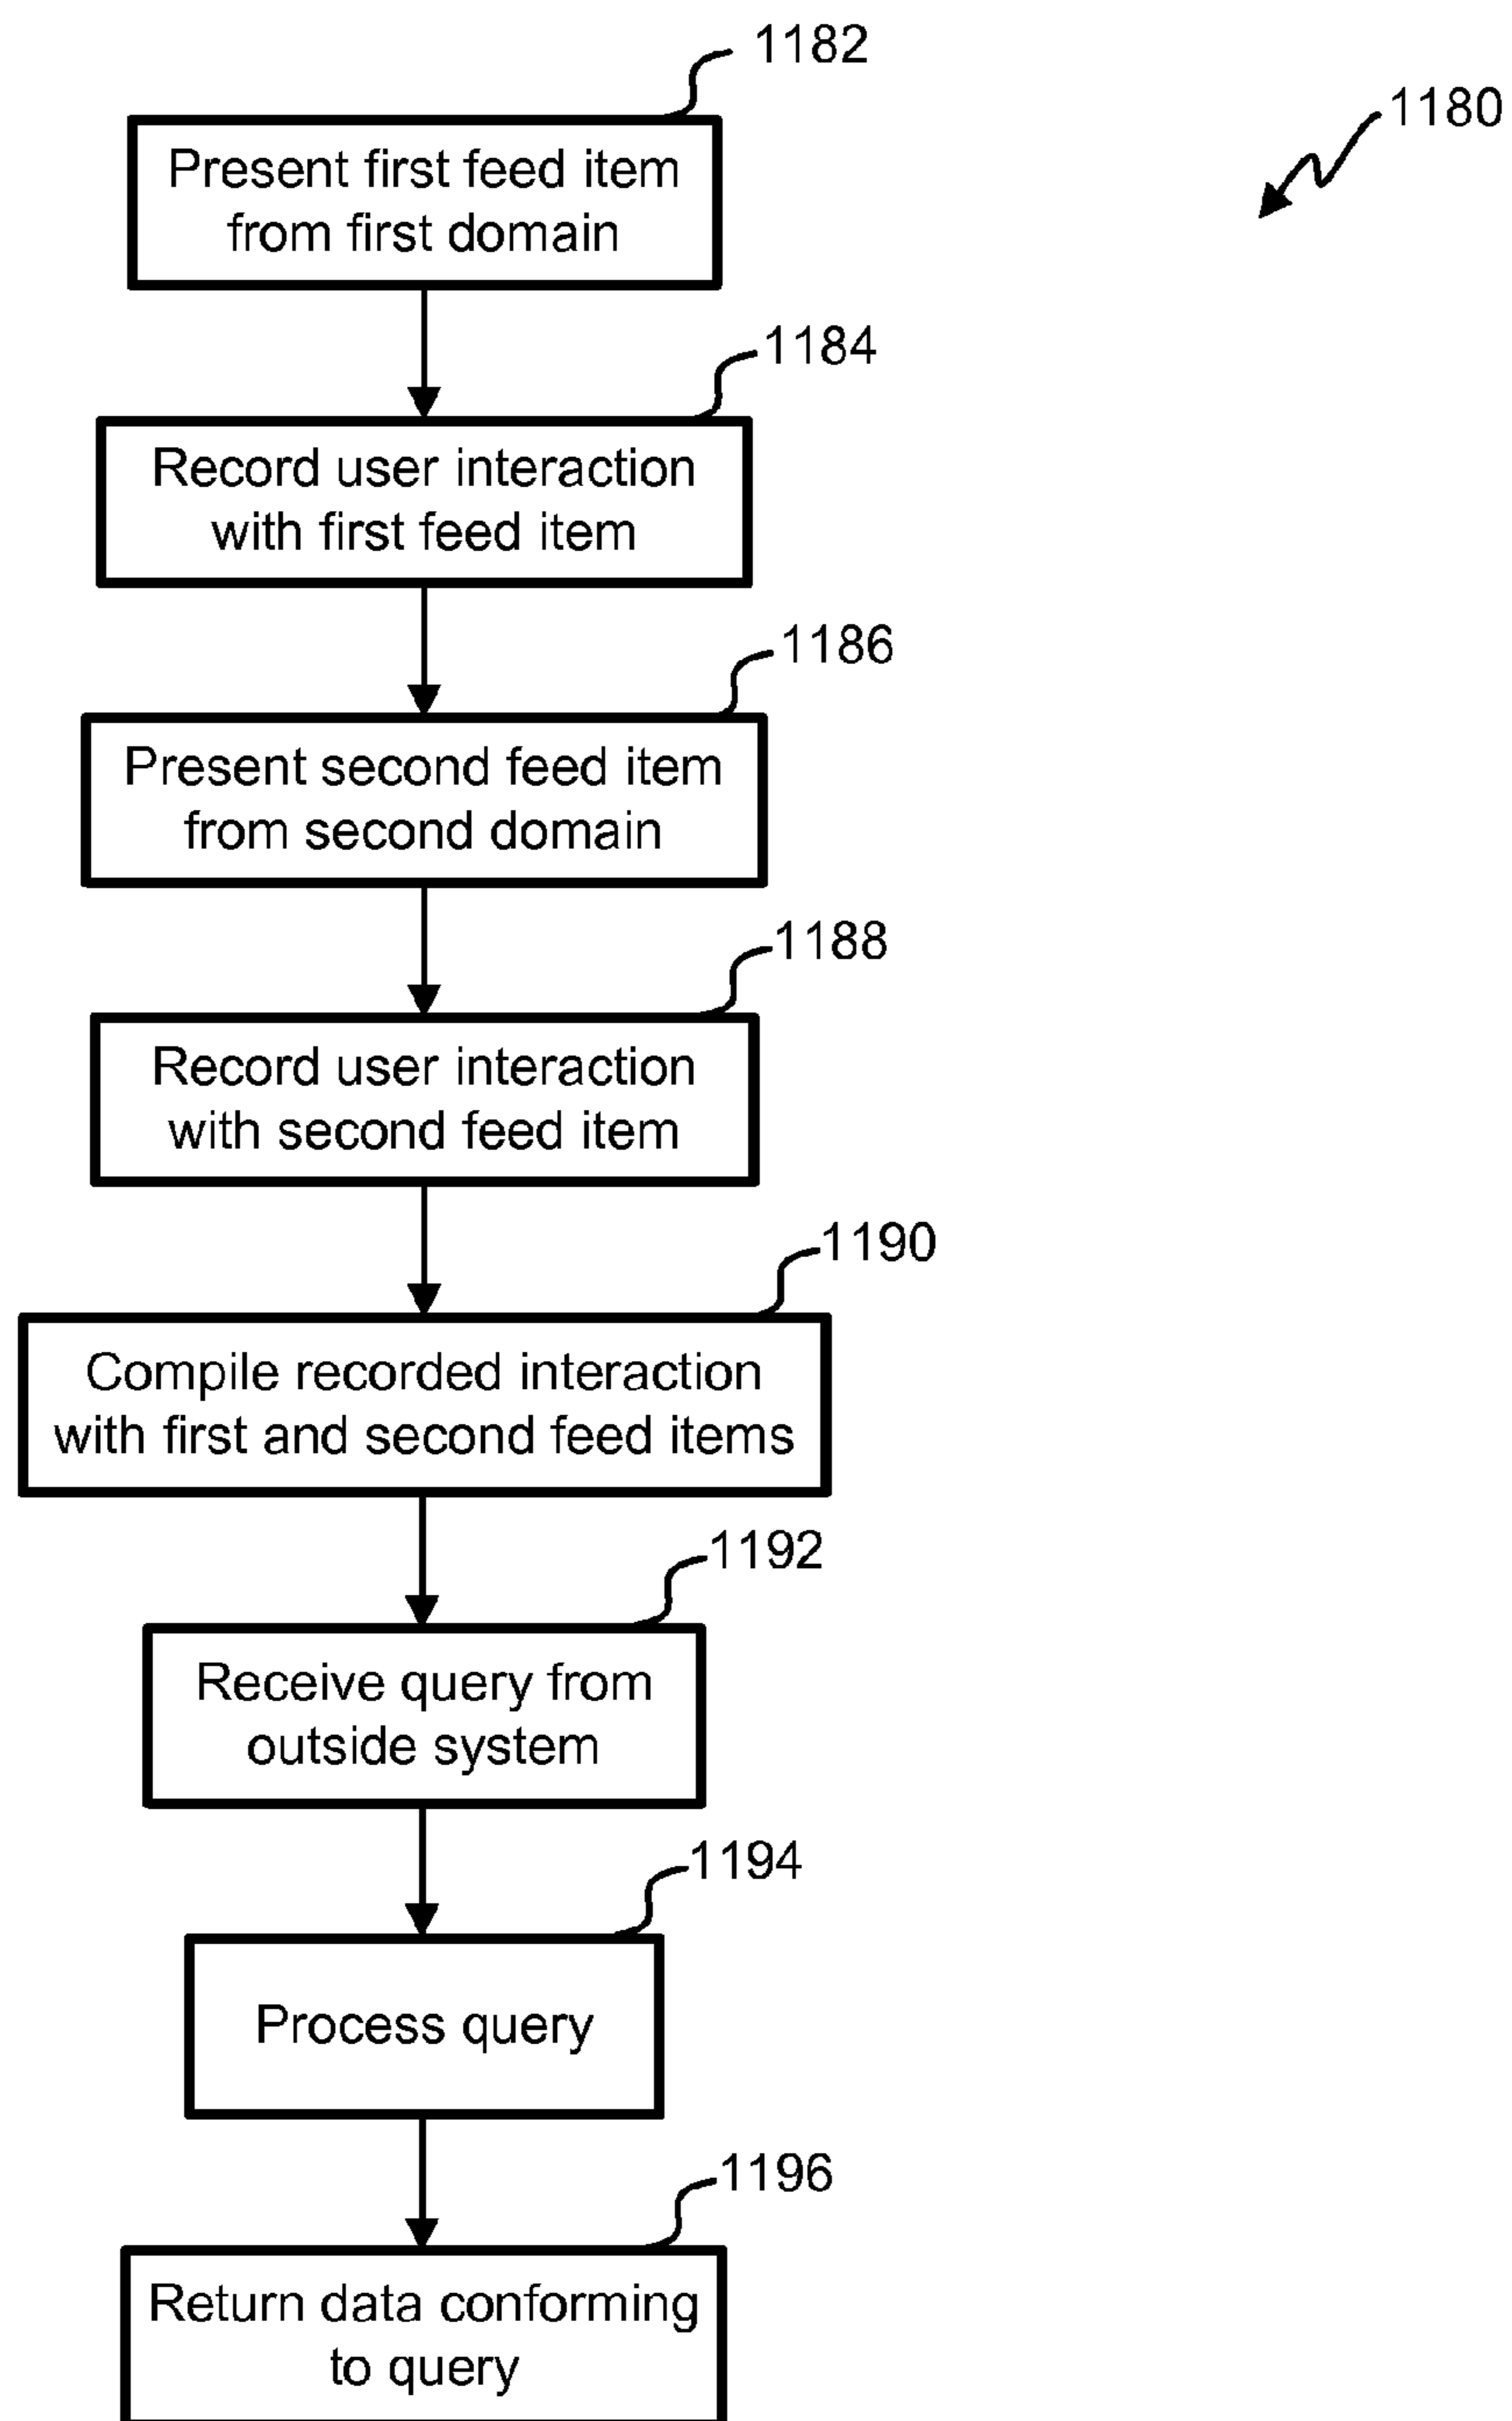 1182
1180
Present first feed item
from first domain
1184
Record user interaction
with first feed item
1186
Present second feed item
from second domain
1188
Record user interaction
with second feed item
1190
Compile recorded interaction
with first and second feed items
1192
Receive query from
outside system
1194
Process query
1196
Return data conforming
to query